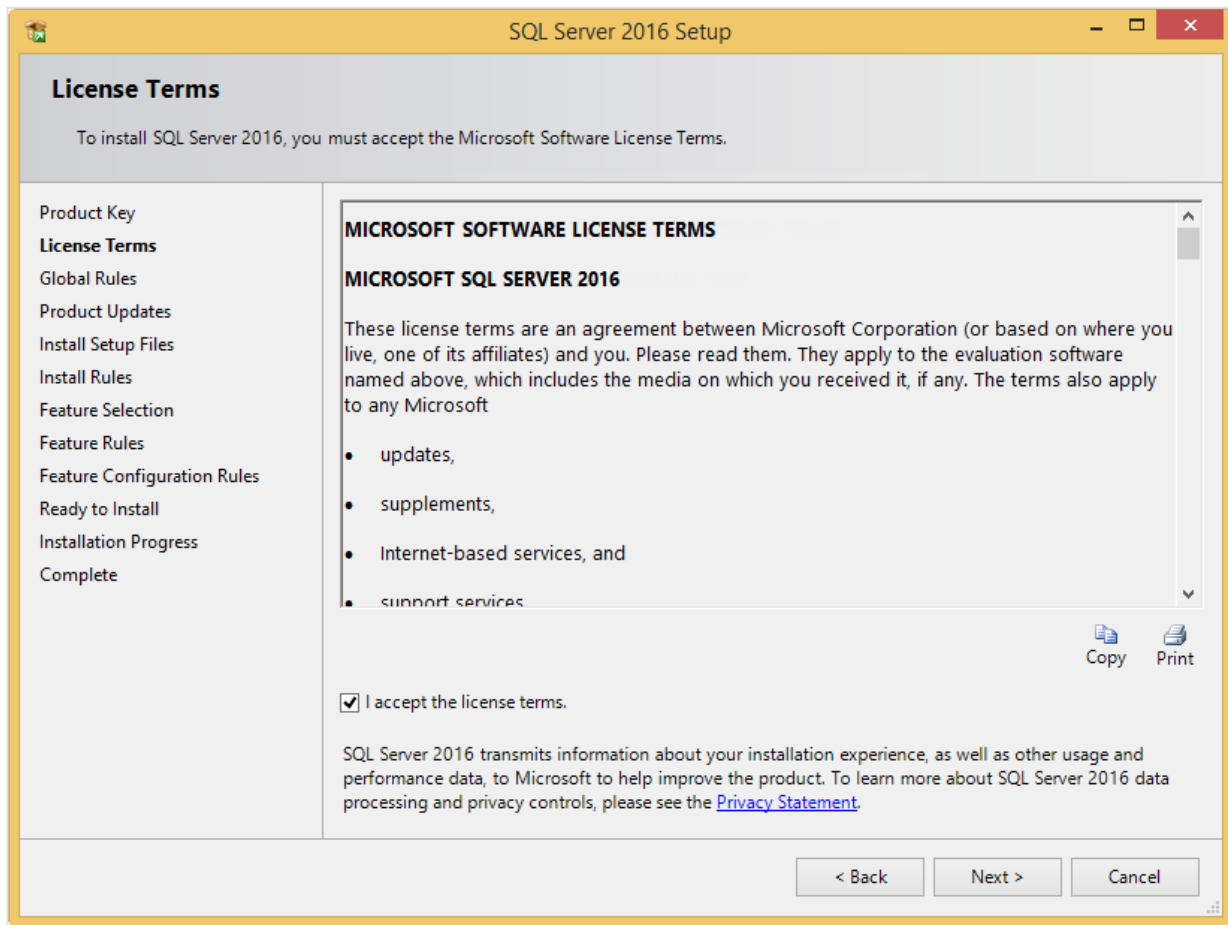 SQL Server 2016 Setup
License Terms
To install SQL Server 2016, you must accept the Microsoft Software License Terms.
Product Key
License Terms
Global Rules
Product Updates
Install Setup Files
Install Rules
Feature Selection
Feature Rules
Feature Configuration Rules
Ready to Install
Installation Progress
Complete
MICROSOFT SOFTWARE LICENSE TERMS
MICROSOFT SQL SERVER 2016
These license terms are an agreement between Microsoft Corporation (or based on where you
live, one of its affiliates) and you. Please read them. They apply to the evaluation software
named above, which includes the media on which you received it, if any. The terms also apply
to any Microsoft
• updates,
• supplements,
• Internet-based services, and
• support services
Copy Print
I accept the license terms.
SQL Server 2016 transmits information about your installation experience, as well as other usage and
performance data, to Microsoft to help improve the product. To learn more about SQL Server 2016 data
processing and privacy controls, please see the Privacy Statement.
< Back Next > Cancel